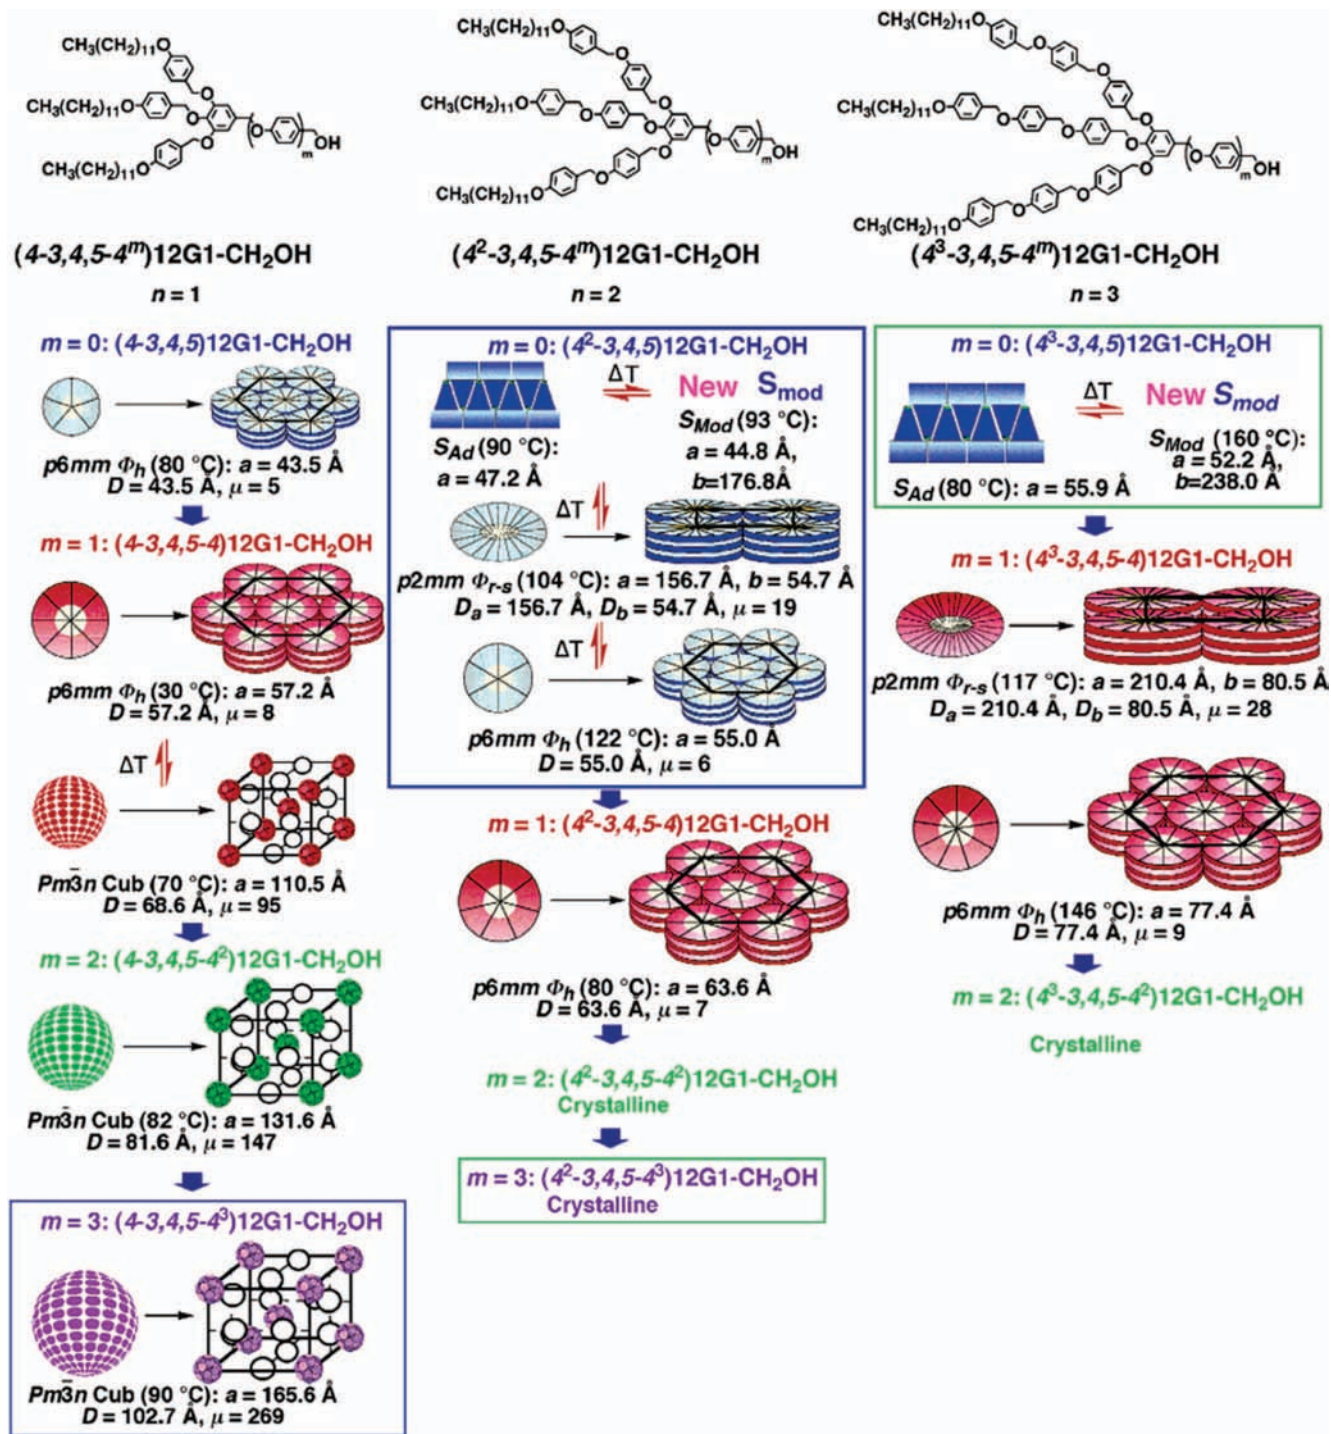 CH₃(CH₂)₁₁O
O
O
CH₃(CH₂)₁₁O
O
O
OH
m
O
CH₃(CH₂)₁₁O
(4-3,4,5-4ᵐ)12G1-CH₂OH
n = 1
m = 0: (4-3,4,5)12G1-CH₂OH
p6mm Φₕ (80 °C): a = 43.5 Å
D = 43.5 Å, μ = 5
m = 1: (4-3,4,5-4)12G1-CH₂OH
p6mm Φₕ (30 °C): a = 57.2 Å
D = 57.2 Å, μ = 8
ΔT
Pm3̄n Cub (70 °C): a = 110.5 Å
D = 68.6 Å, μ = 95
m = 2: (4-3,4,5-4²)12G1-CH₂OH
Pm3̄n Cub (82 °C): a = 131.6 Å
D = 81.6 Å, μ = 147
m = 3: (4-3,4,5-4³)12G1-CH₂OH
Pm3̄n Cub (90 °C): a = 165.6 Å
D = 102.7 Å, μ = 269
CH₃(CH₂)₁₁O
O
O
CH₃(CH₂)₁₁O
O
O
O
OH
m
O
O
CH₃(CH₂)₁₁O
(4²-3,4,5-4ᵐ)12G1-CH₂OH
n = 2
m = 0: (4²-3,4,5)12G1-CH₂OH
ΔT
New S_mod
S_Ad (90 °C):
a = 47.2 Å
S_Mod (93 °C):
a = 44.8 Å,
b=176.8Å
ΔT
p2mm Φ_r-s (104 °C): a = 156.7 Å, b = 54.7 Å
Dₐ = 156.7 Å, D_b = 54.7 Å, μ = 19
ΔT
p6mm Φₕ (122 °C): a = 55.0 Å
D = 55.0 Å, μ = 6
m = 1: (4²-3,4,5-4)12G1-CH₂OH
p6mm Φₕ (80 °C): a = 63.6 Å
D = 63.6 Å, μ = 7
m = 2: (4²-3,4,5-4²)12G1-CH₂OH
Crystalline
m = 3: (4²-3,4,5-4³)12G1-CH₂OH
Crystalline
CH₃(CH₂)₁₁O
O
O
O
CH₃(CH₂)₁₁O
O
O
O
O
OH
m
O
O
O
CH₃(CH₂)₁₁O
(4³-3,4,5-4ᵐ)12G1-CH₂OH
n = 3
m = 0: (4³-3,4,5)12G1-CH₂OH
ΔT
New S_mod
S_Mod (160 °C):
a = 52.2 Å,
b=238.0 Å
S_Ad (80 °C): a = 55.9 Å
m = 1: (4³-3,4,5-4)12G1-CH₂OH
p2mm Φ_r-s (117 °C): a = 210.4 Å, b = 80.5 Å
Dₐ = 210.4 Å, D_b = 80.5 Å, μ = 28
p6mm Φₕ (146 °C): a = 77.4 Å
D = 77.4 Å, μ = 9
m = 2: (4³-3,4,5-4²)12G1-CH₂OH
Crystalline